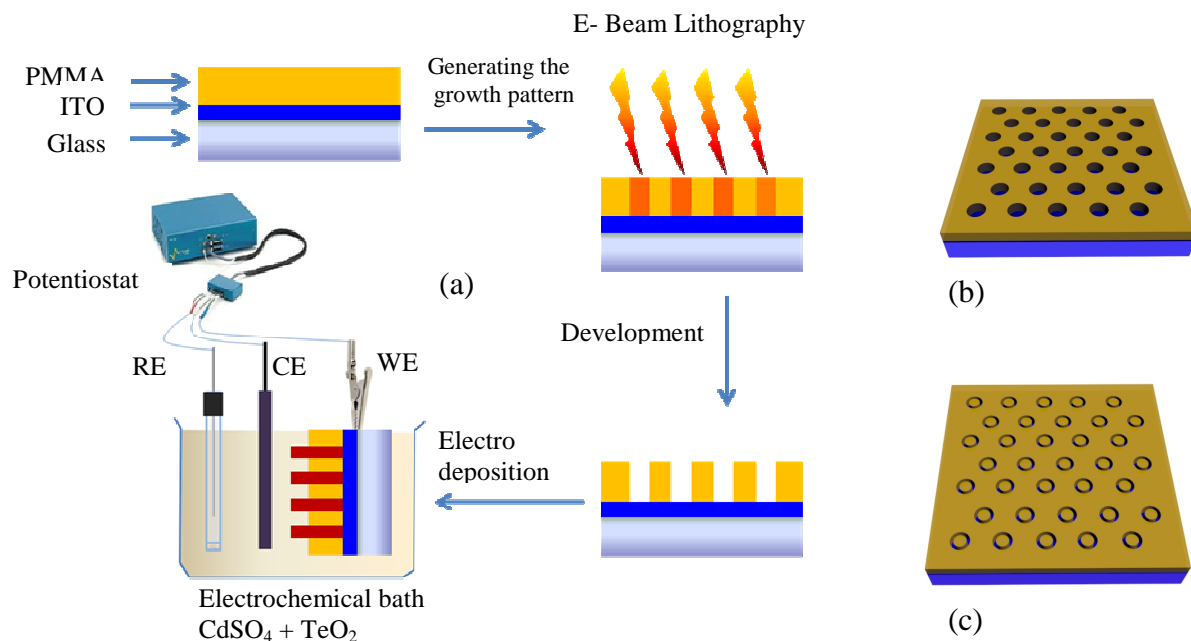 E- Beam Lithography
PMMA
ITO
Glass
Generating the
growth pattern
(b)
Potentiostat
(a)
Development
RE
CE
WE
Electro
deposition
Electrochemical bath
CdSO₄ + TeO₂
(c)